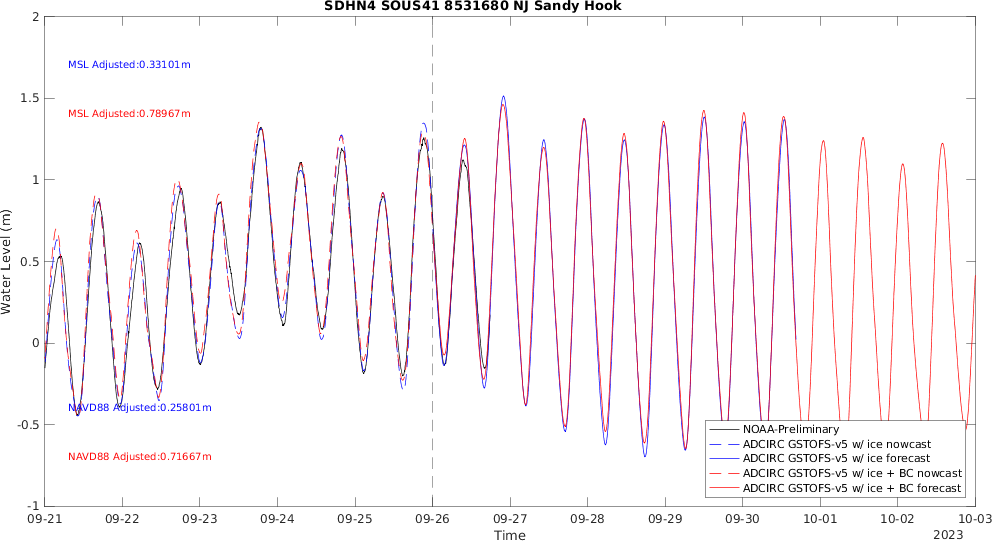 SDHN4 SOUS41 8531680 NJ Sandy Hook
Water Level (m)
2
1.5
1
0.5
0
-0.5
-1
MSL Adjusted:0.33101m
MSL Adjusted:0.78967m
NAVD88 Adjusted:0.25801m
NAVD88 Adjusted:0.71667m
NOAA-Preliminary
ADCIRC GSTOFS-v5 w/ ice nowcast
ADCIRC GSTOFS-v5 w/ ice forecast
ADCIRC GSTOFS-v5 w/ ice + BC nowcast
ADCIRC GSTOFS-v5 w/ ice + BC forecast
09-21 09-22 09-23 09-24 09-25 09-26 09-27 09-28 09-29 09-30 10-01 10-02 10-03
Time
2023